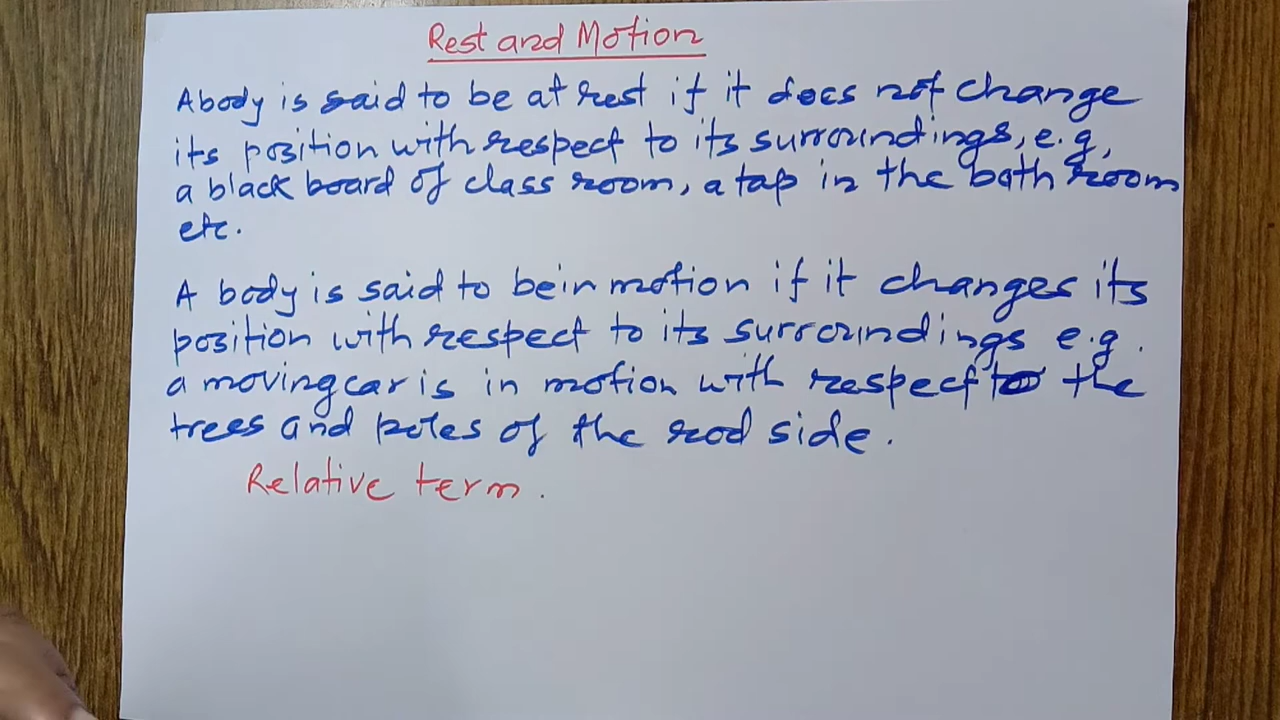 Rest and Motion
A body is said to be at rest if it does not change
its position with respect to its surroundings, e.g,
a black board of class room, a tap in the bath room
etc.
A body is said to be in motion if it changes its
position with respect to its surroundings e.g.
a moving car is in motion with respect to the
trees and poles of the rod side.
Relative term.